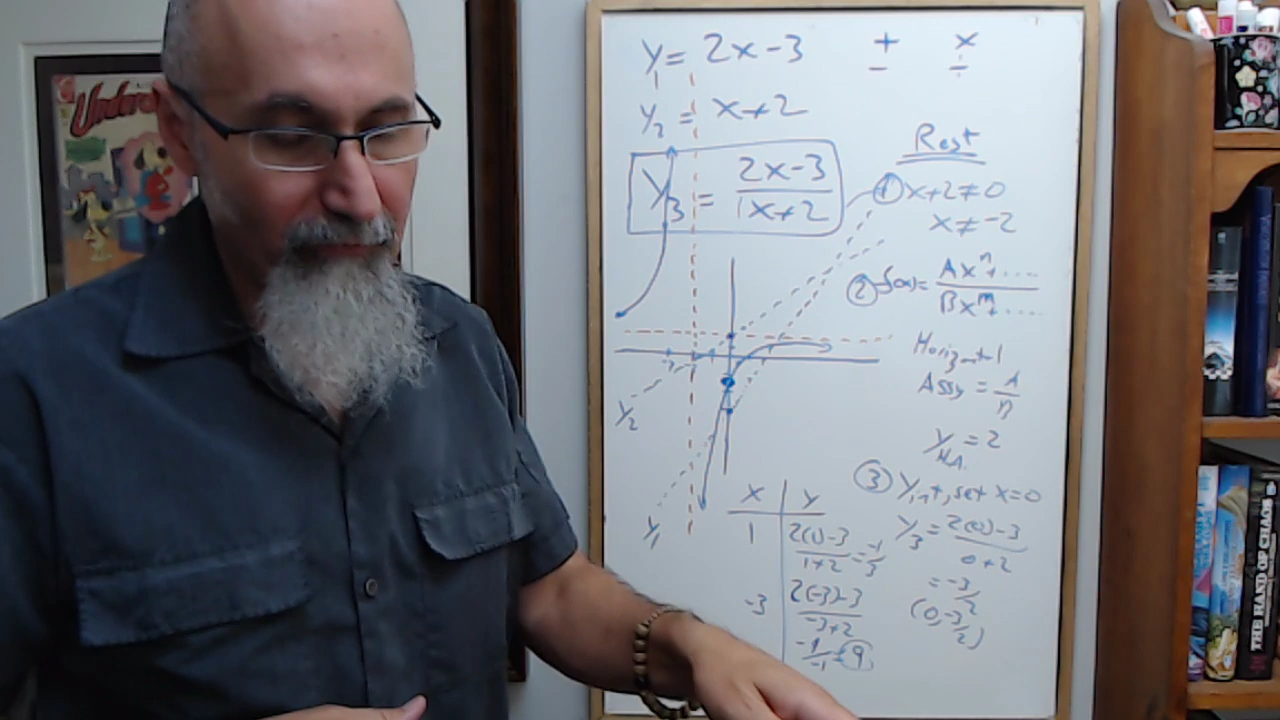 Under
y₁ = 2x-3
± x ÷
y₂ = x+2
Rest
y₃ = (2x-3)/(1x+2)
① x+2≠0
x≠-2
② f(x) = (Axⁿ+....)/(Bxᵐ+....)
Horizontal
Assy = A/B
y H.A. = 2
③ y int, set x=0
y₃ = (2(0)-3)/(0+2)
= -3/2
(0,-3/2)
y₂
y₁
-2
x y
1 (2(1)-3)/(1+2) = -1/3
-3 (2(-3)-3)/(-3+2)
-9/-1 = 9
THE HAND OF CHAOS